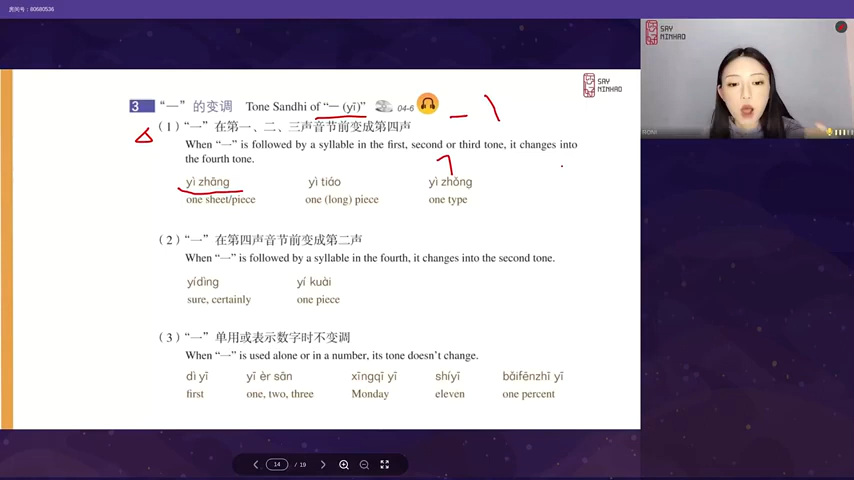 房间号：80680536
SAY
NINHAO
SAY
NINHAO
3 “一”的变调 Tone Sandhi of “一 (yī)” 04-6
（1）“一” 在第一、二、三声音节前变成第四声
When “一” is followed by a syllable in the first, second or third tone, it changes into
the fourth tone.
yì zhāng yì tiáo yì zhǒng
one sheet/piece one (long) piece one type
（2）“一” 在第四声音节前变成第二声
When “一” is followed by a syllable in the fourth, it changes into the second tone.
yídìng yí kuài
sure, certainly one piece
（3）“一” 单用或表示数字时不变调
When “一” is used alone or in a number, its tone doesn’t change.
dì yī yī èr sān xīngqī yī shíyī bǎifēnzhī yī
first one, two, three Monday eleven one percent
14 / 19